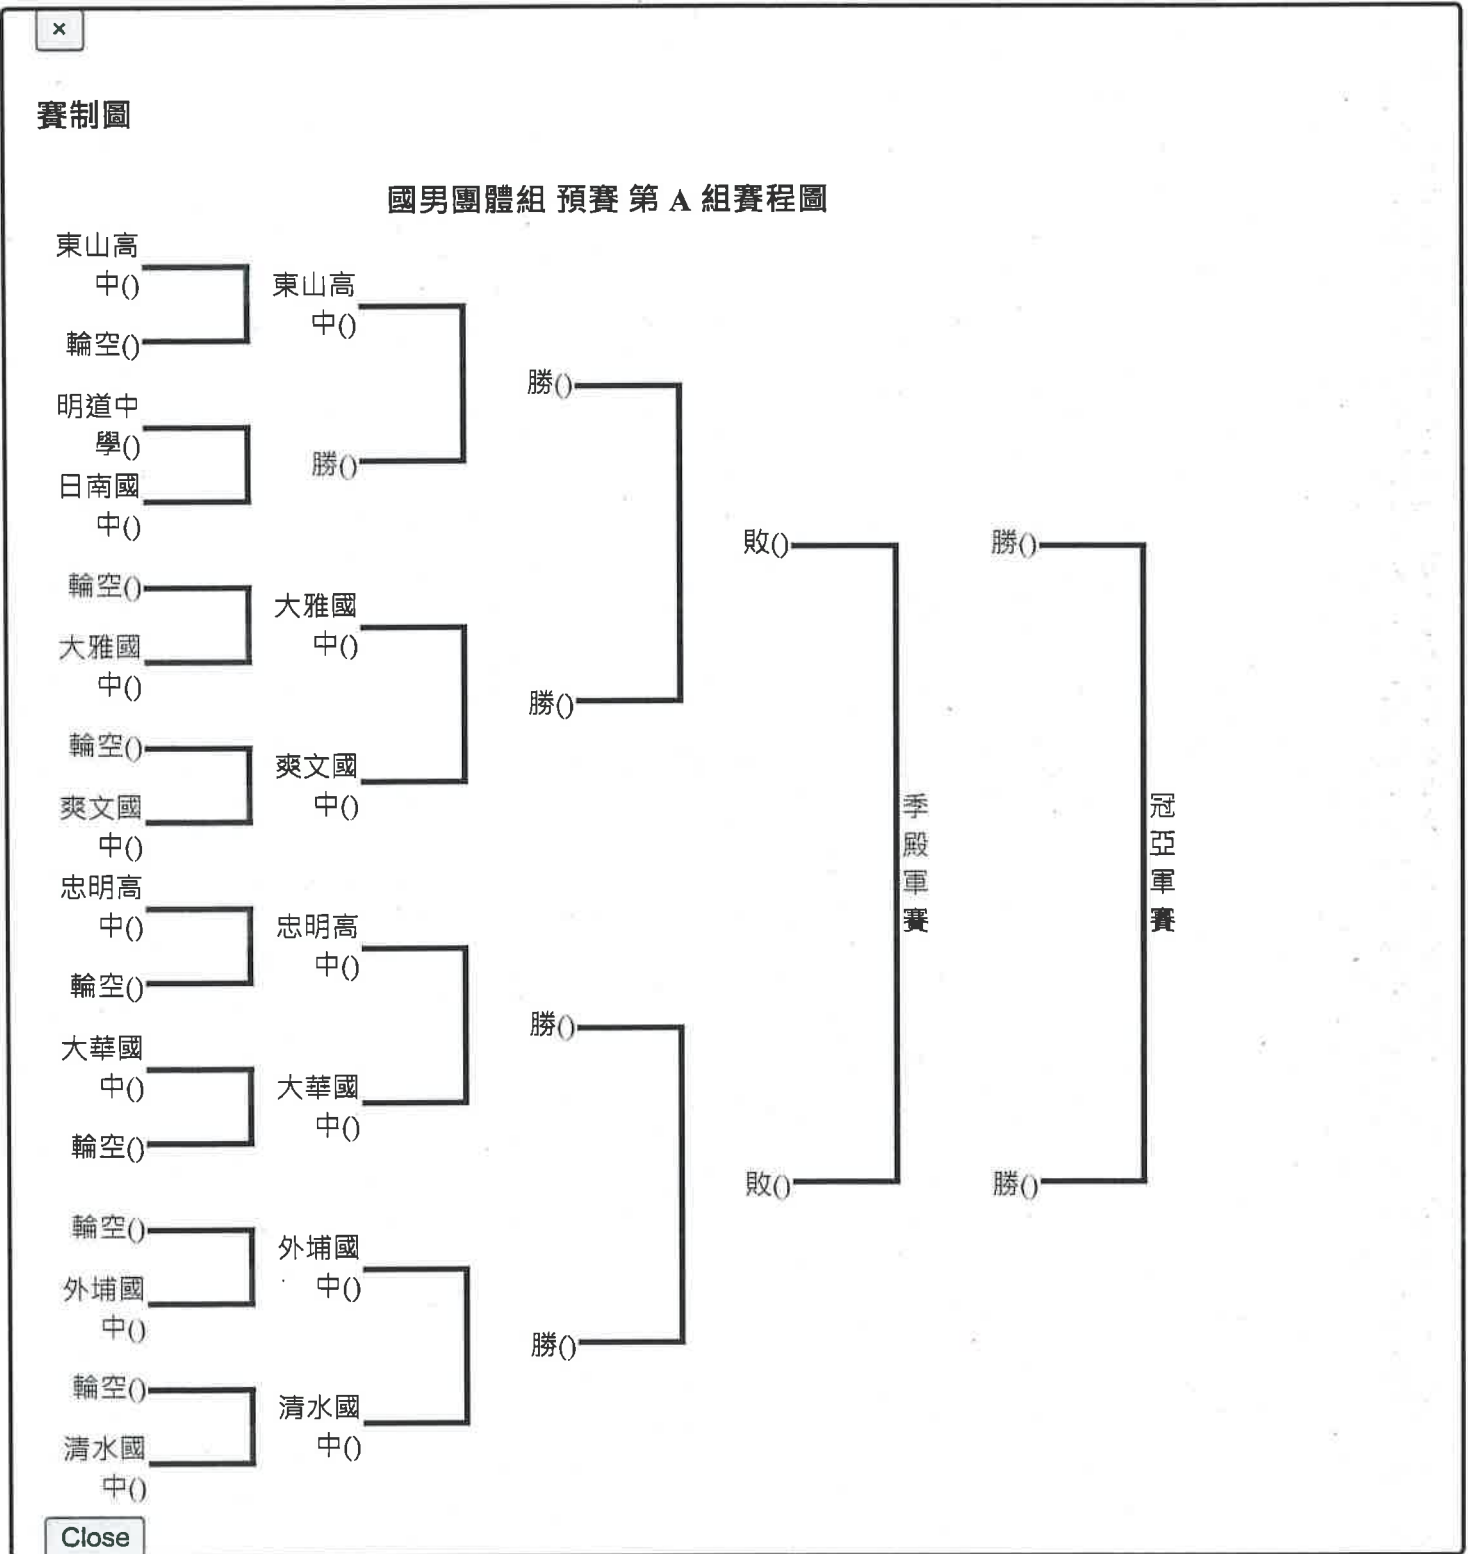 ×
賽制圖
國男團體組 預賽 第 A 組賽程圖
東山高
中()
輪空()
明道中
學()
日南國
中()
輪空()
大雅國
中()
輪空()
爽文國
中()
忠明高
中()
輪空()
大華國
中()
輪空()
輪空()
外埔國
中()
輪空()
清水國
中()
東山高
中()
勝()
大雅國
中()
爽文國
中()
忠明高
中()
大華國
中()
外埔國
中()
清水國
中()
勝()
勝()
勝()
勝()
敗()
敗()
季
殿
軍
賽
勝()
勝()
冠
亞
軍
賽
Close